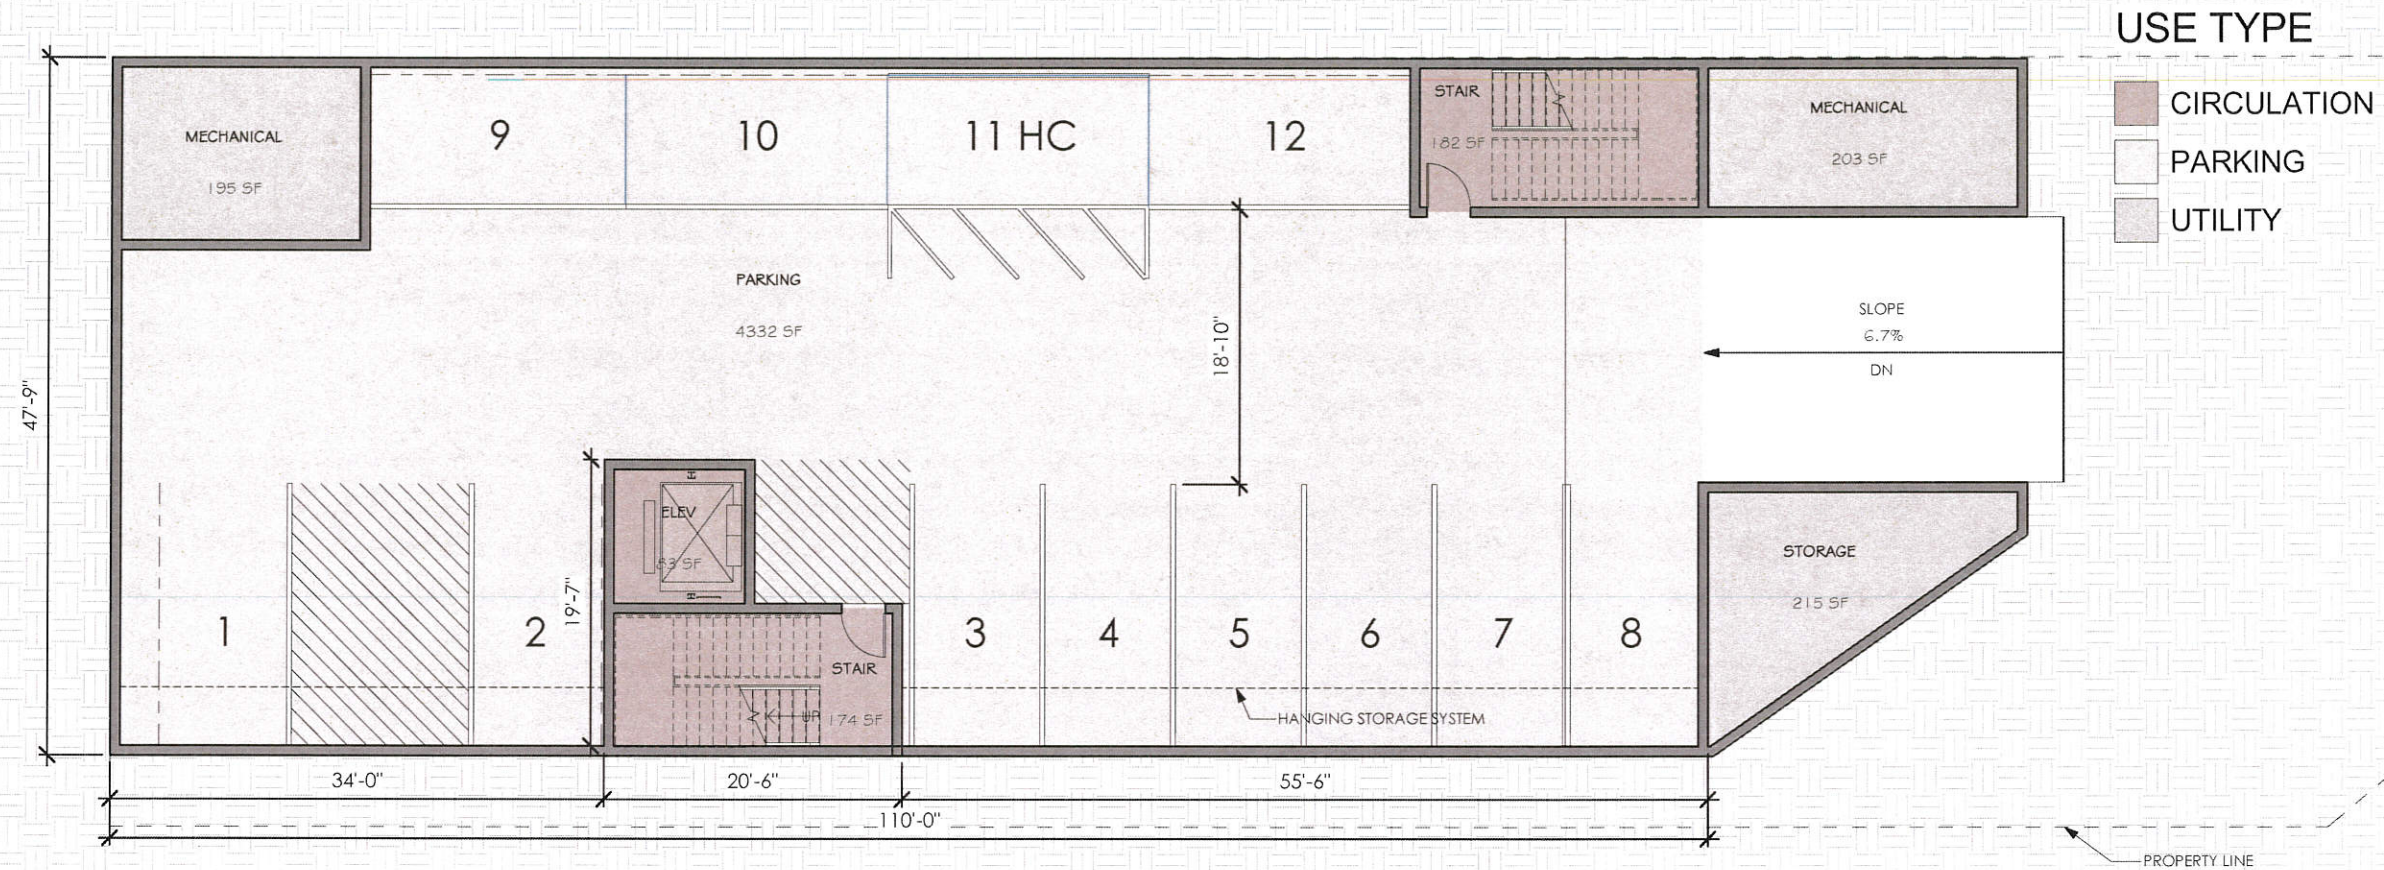 USE TYPE
CIRCULATION
PARKING
UTILITY
MECHANICAL
195 SF
9
10
11 HC
12
STAIR
182 SF
MECHANICAL
203 SF
PARKING
4332 SF
18'-10"
SLOPE
6.7%
DN
47'-9"
ELEV
83 SF
19'-7"
1
2
3
4
5
6
7
8
STORAGE
215 SF
STAIR
UP
174 SF
HANGING STORAGE SYSTEM
34'-0"
20'-6"
55'-6"
110'-0"
PROPERTY LINE